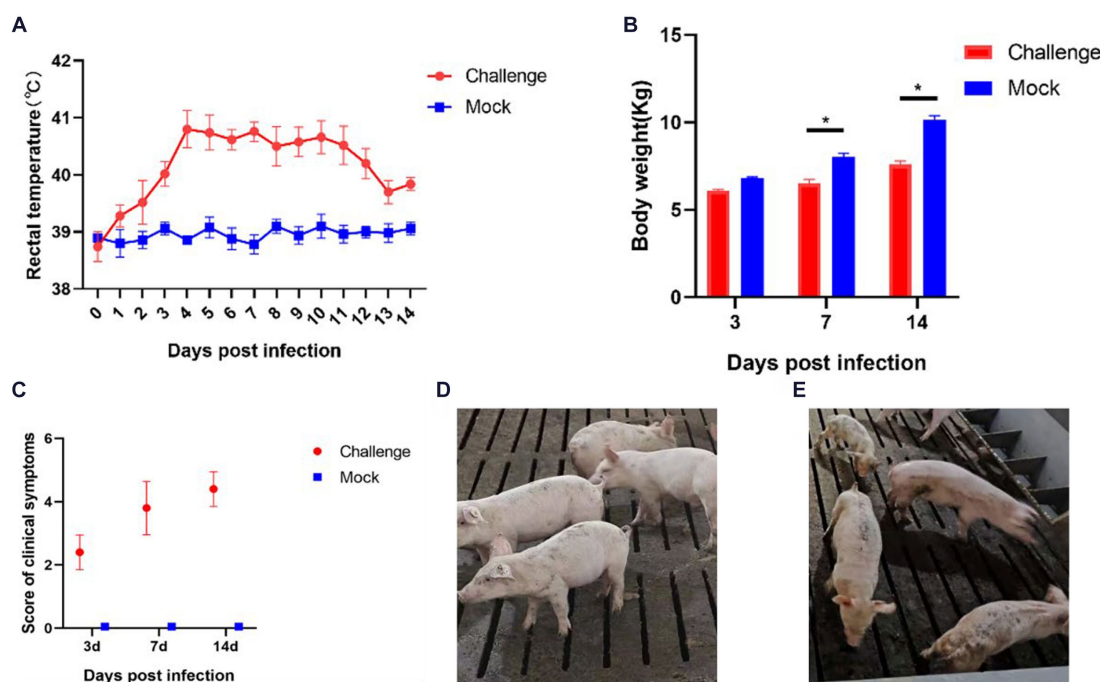 A
Rectal temperature(°C)
42
41
40
39
38
0 1 2 3 4 5 6 7 8 9 10 11 12 13 14
Days post infection
Challenge
Mock
B
Body weight(Kg)
15
10
5
0
* *
3 7 14
Days post infection
Challenge
Mock
C
Score of clinical symptoms
6
4
2
0
3d 7d 14d
Days post infection
Challenge
Mock
D
E